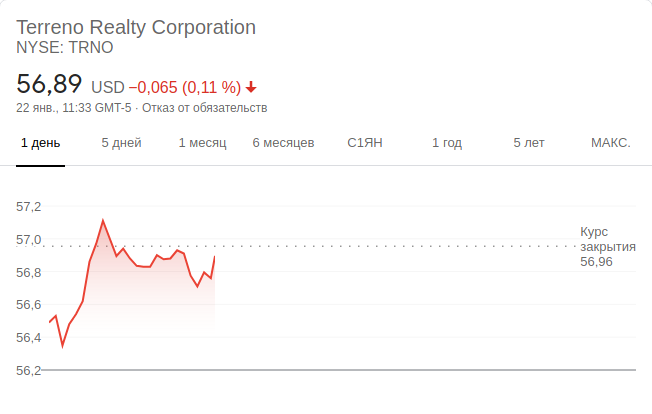 Terreno Realty Corporation
NYSE: TRNO
56,89 USD −0,065 (0,11 %)
22 янв., 11:33 GMT-5 · Отказ от обязательств
1 день 5 дней 1 месяц 6 месяцев С1ЯН 1 год 5 лет МАКС.
57,2
57,0
56,8
56,6
56,4
56,2
Курс
закрытия
56,96